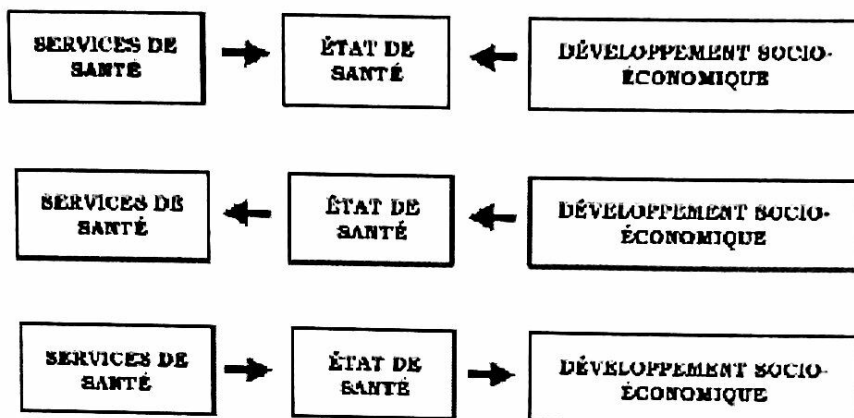 SERVICES DE
SANTÉ
ÉTAT DE
SANTÉ
DÉVELOPPEMENT SOCIO-
ÉCONOMIQUE
SERVICES DE
SANTÉ
ÉTAT DE
SANTÉ
DÉVELOPPEMENT SOCIO-
ÉCONOMIQUE
SERVICES DE
SANTÉ
ÉTAT DE
SANTÉ
DÉVELOPPEMENT SOCIO-
ÉCONOMIQUE